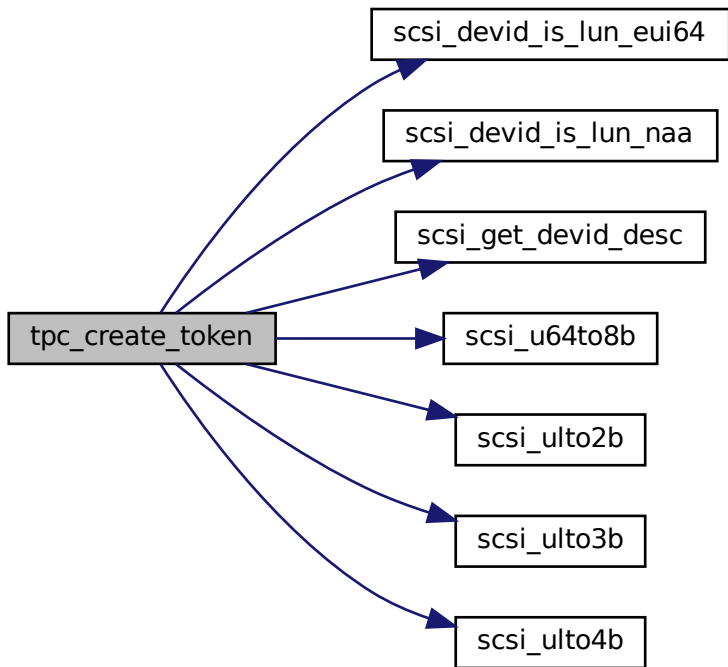 scsi_devid_is_lun_eui64
scsi_devid_is_lun_naa
scsi_get_devid_desc
tpc_create_token
scsi_u64to8b
scsi_ulto2b
scsi_ulto3b
scsi_ulto4b